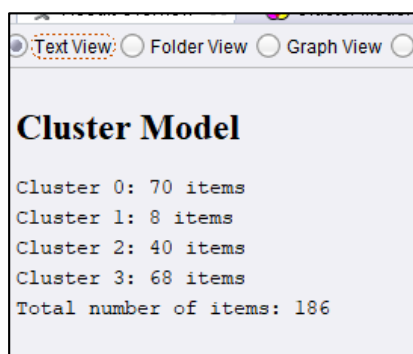 Text View Folder View Graph View
Cluster Model
Cluster 0: 70 items
Cluster 1: 8 items
Cluster 2: 40 items
Cluster 3: 68 items
Total number of items: 186